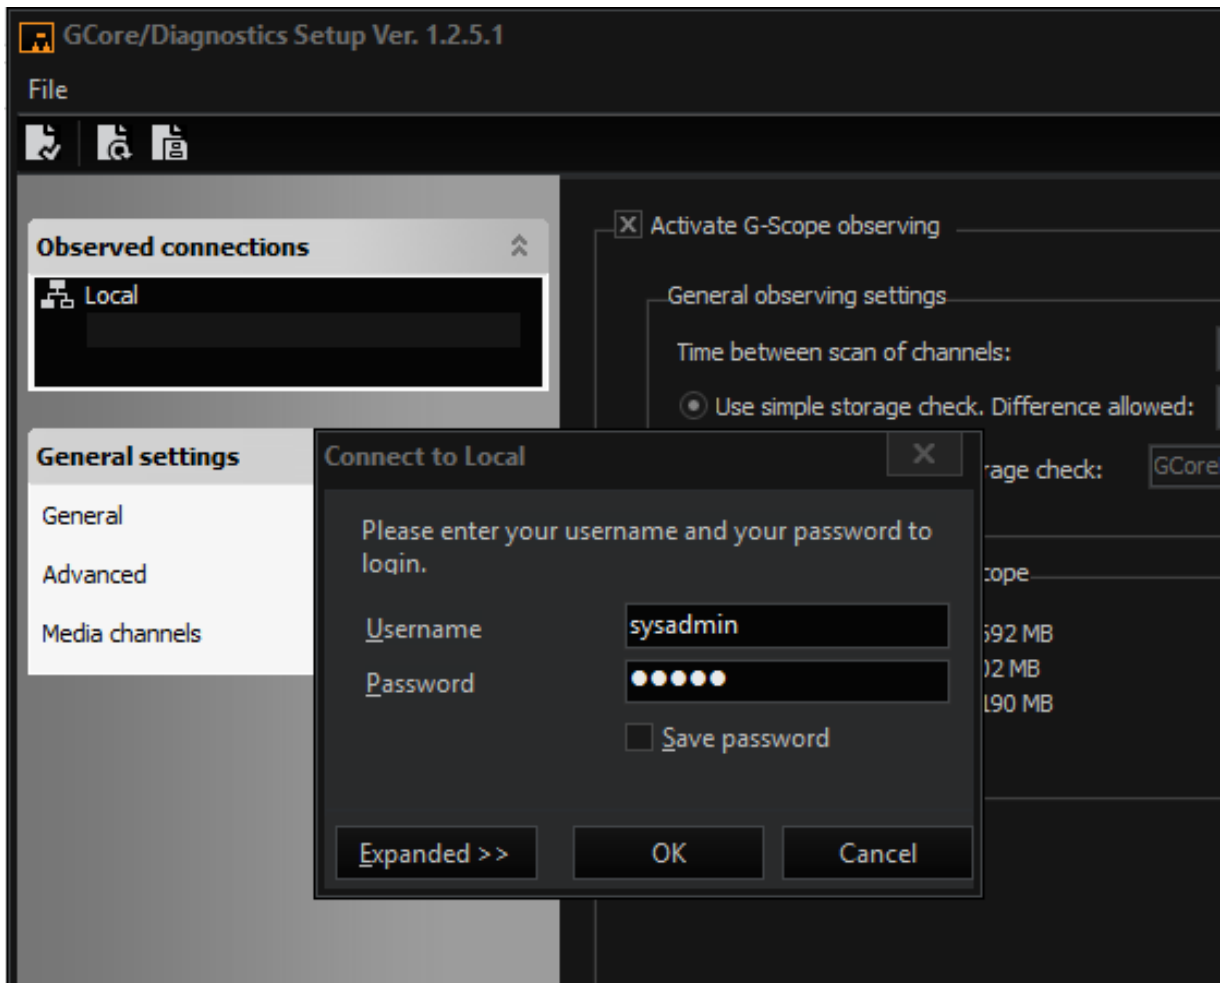 GCore/Diagnostics Setup Ver. 1.2.5.1
File
Observed connections
Local
Activate G-Scope observing
General observing settings
Time between scan of channels:
Use simple storage check. Difference allowed:
General settings
General
Advanced
Media channels
Connect to Local
rage check:
GCore
Please enter your username and your password to
login.
Username
sysadmin
Password
●●●●●
Save password
Expanded >>
OK
Cancel
cope
592 MB
02 MB
190 MB